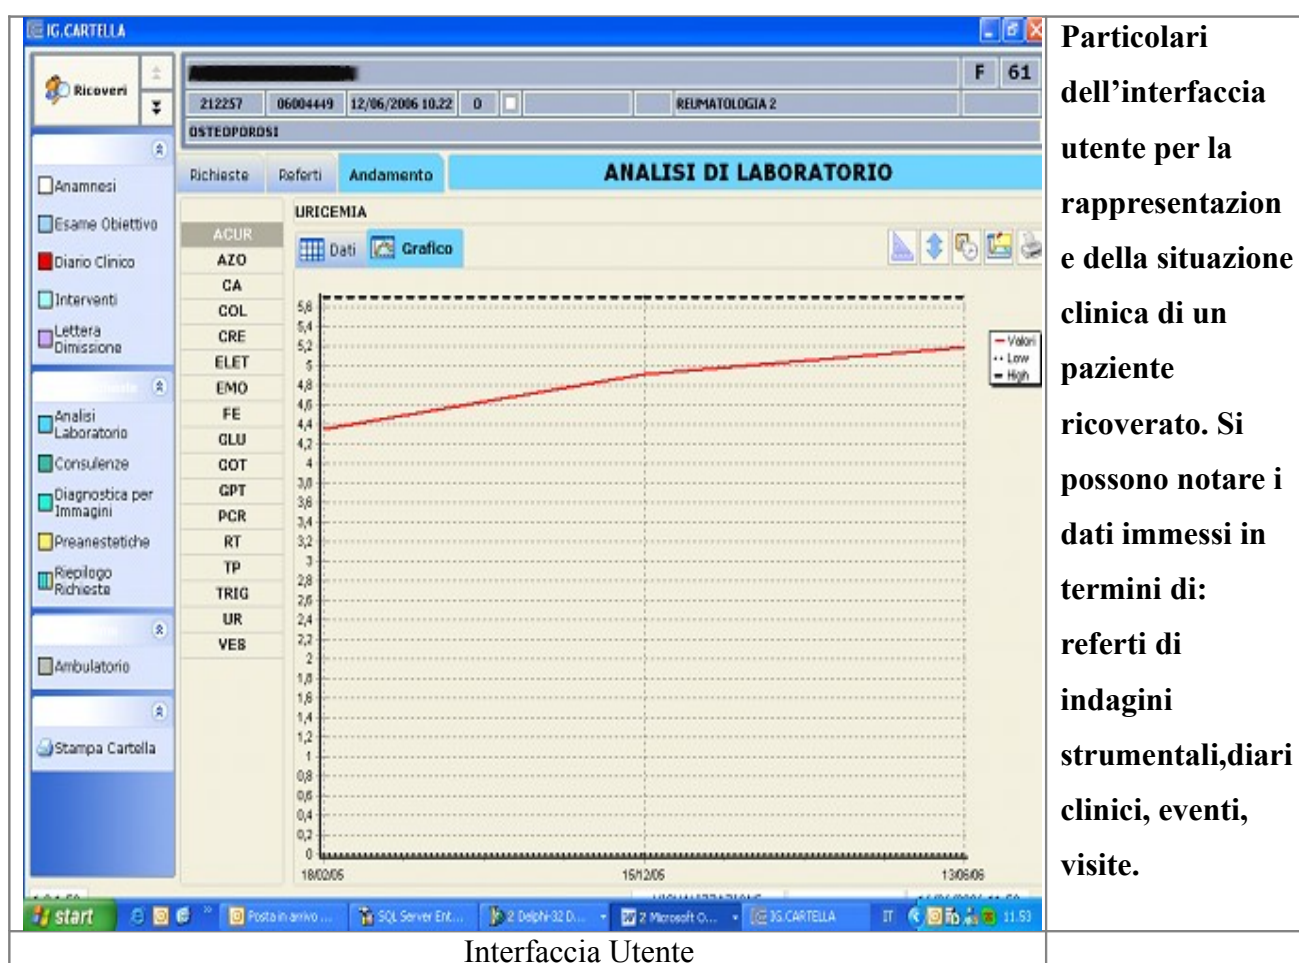 IG.CARTELLA
Ricoveri
F 61
212257 06004449 12/06/2006 10.22 0 REUMATOLOGIA 2
OSTEOPOROSI
Anamnesi
Esame Obiettivo
Diario Clinico
Interventi
Lettera
Dimissione
Analisi
Laboratorio
Consulenze
Diagnostica per
Immagini
Preanestetiche
Riepilogo
Richieste
Ambulatorio
Stampa Cartella
Richieste Referti Andamento ANALISI DI LABORATORIO
ACUR
AZO
CA
COL
CRE
ELET
EMO
FE
GLU
GOT
GPT
PCR
RT
TP
TRIG
UR
VES
URICEMIA
Dati Grafico
5,6
5,4
5,2
5
4,8
4,6
4,4
4,2
4
3,8
3,6
3,4
3,2
3
2,8
2,6
2,4
2,2
2
1,8
1,6
1,4
1,2
1
0,8
0,6
0,4
0,2
0
18/02/05 15/12/05 13/06/06
Valori
Low
High
start Posta in arrivo ... SQL Server Ent... 2 Delphi-32 D... 2 Microsoft O... IG.CARTELLA IT 11.53
Particolari
dell’interfaccia
utente per la
rappresentazion
e della situazione
clinica di un
paziente
ricoverato. Si
possono notare i
dati immessi in
termini di:
referti di
indagini
strumentali,diari
clinici, eventi,
visite.
Interfaccia Utente